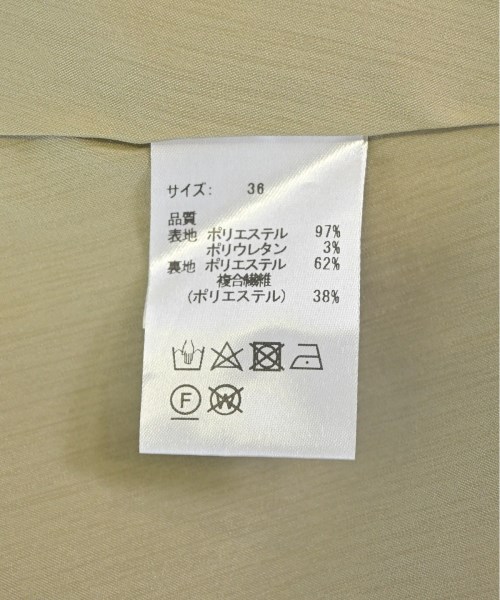 サイズ: 36
品質
表地 ポリエステル 97%
ポリウレタン 3%
裏地 ポリエステル 62%
複合繊維
(ポリエステル) 38%
F
W